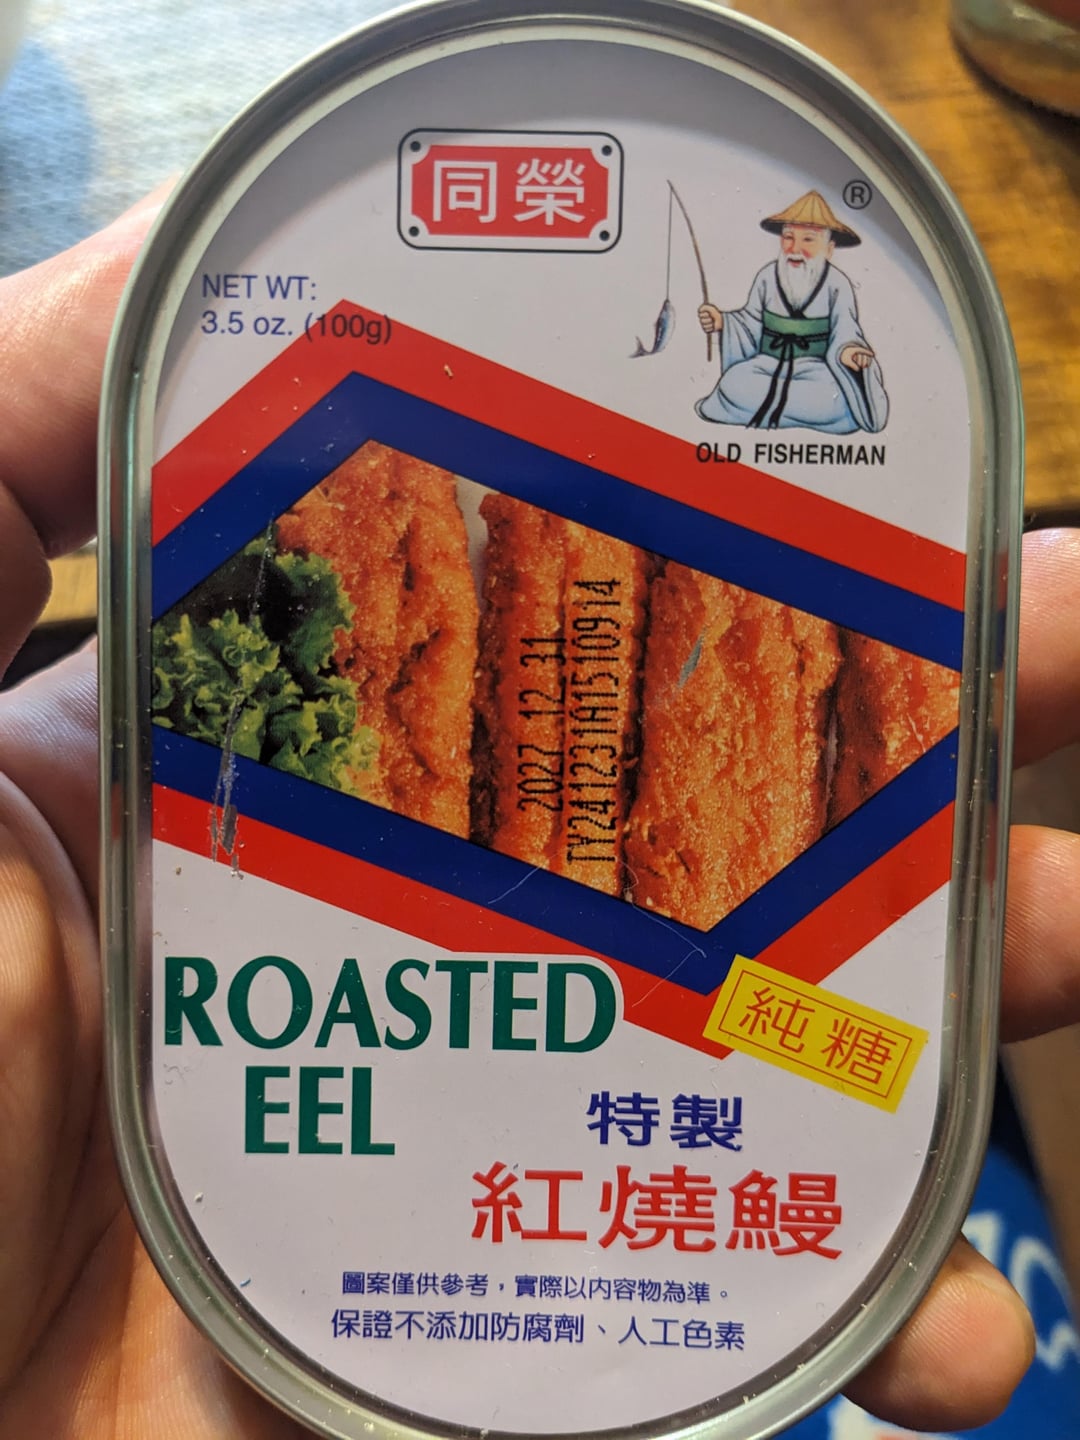 同榮
®
NET WT:
3.5 oz. (100g)
OLD FISHERMAN
2027.12.31
TY241231A1510914
ROASTED
EEL
純糖
特製
紅燒鰻
圖案僅供參考，實際以內容物為準。
保證不添加防腐劑、人工色素